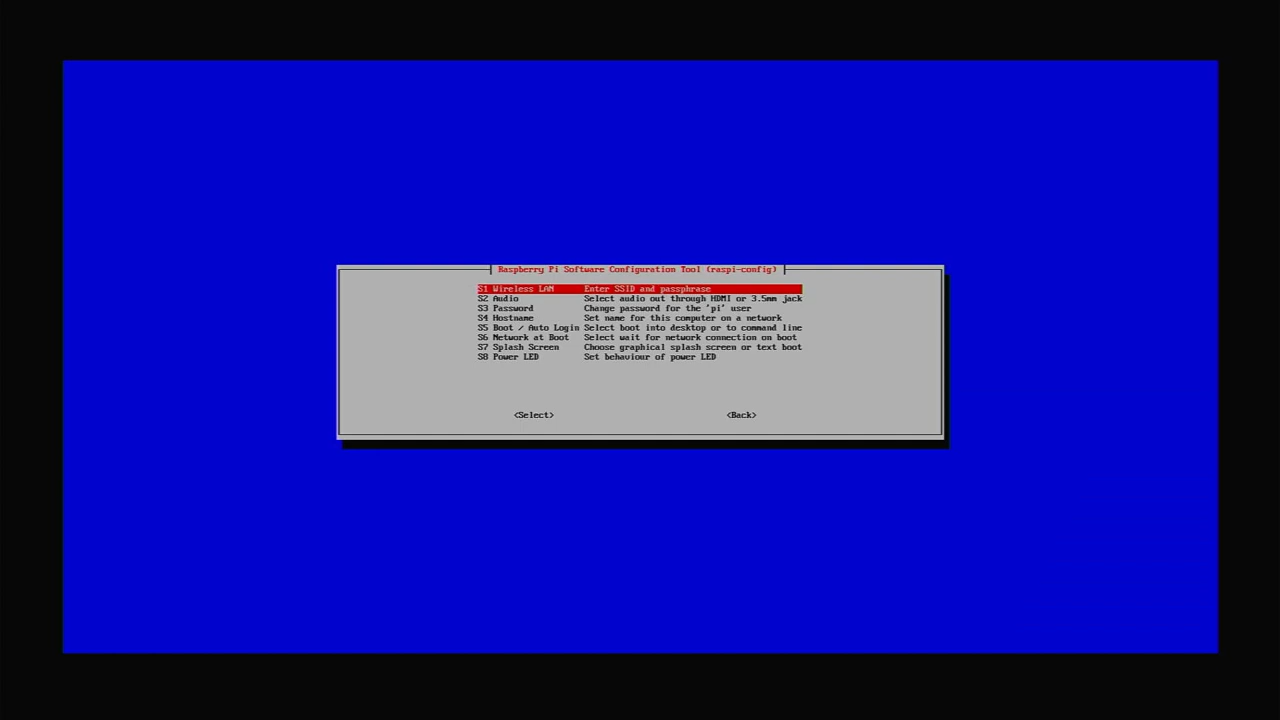 Raspberry Pi Software Configuration Tool (raspi-config)
S1 Wireless LAN Enter SSID and passphrase
S2 Audio Select audio out through HDMI or 3.5mm jack
S3 Password Change password for the 'pi' user
S4 Hostname Set name for this computer on a network
S5 Boot / Auto Login Select boot into desktop or to command line
S6 Network at Boot Select wait for network connection on boot
S7 Splash Screen Choose graphical splash screen or text boot
S8 Power LED Set behaviour of power LED
<Select> <Back>